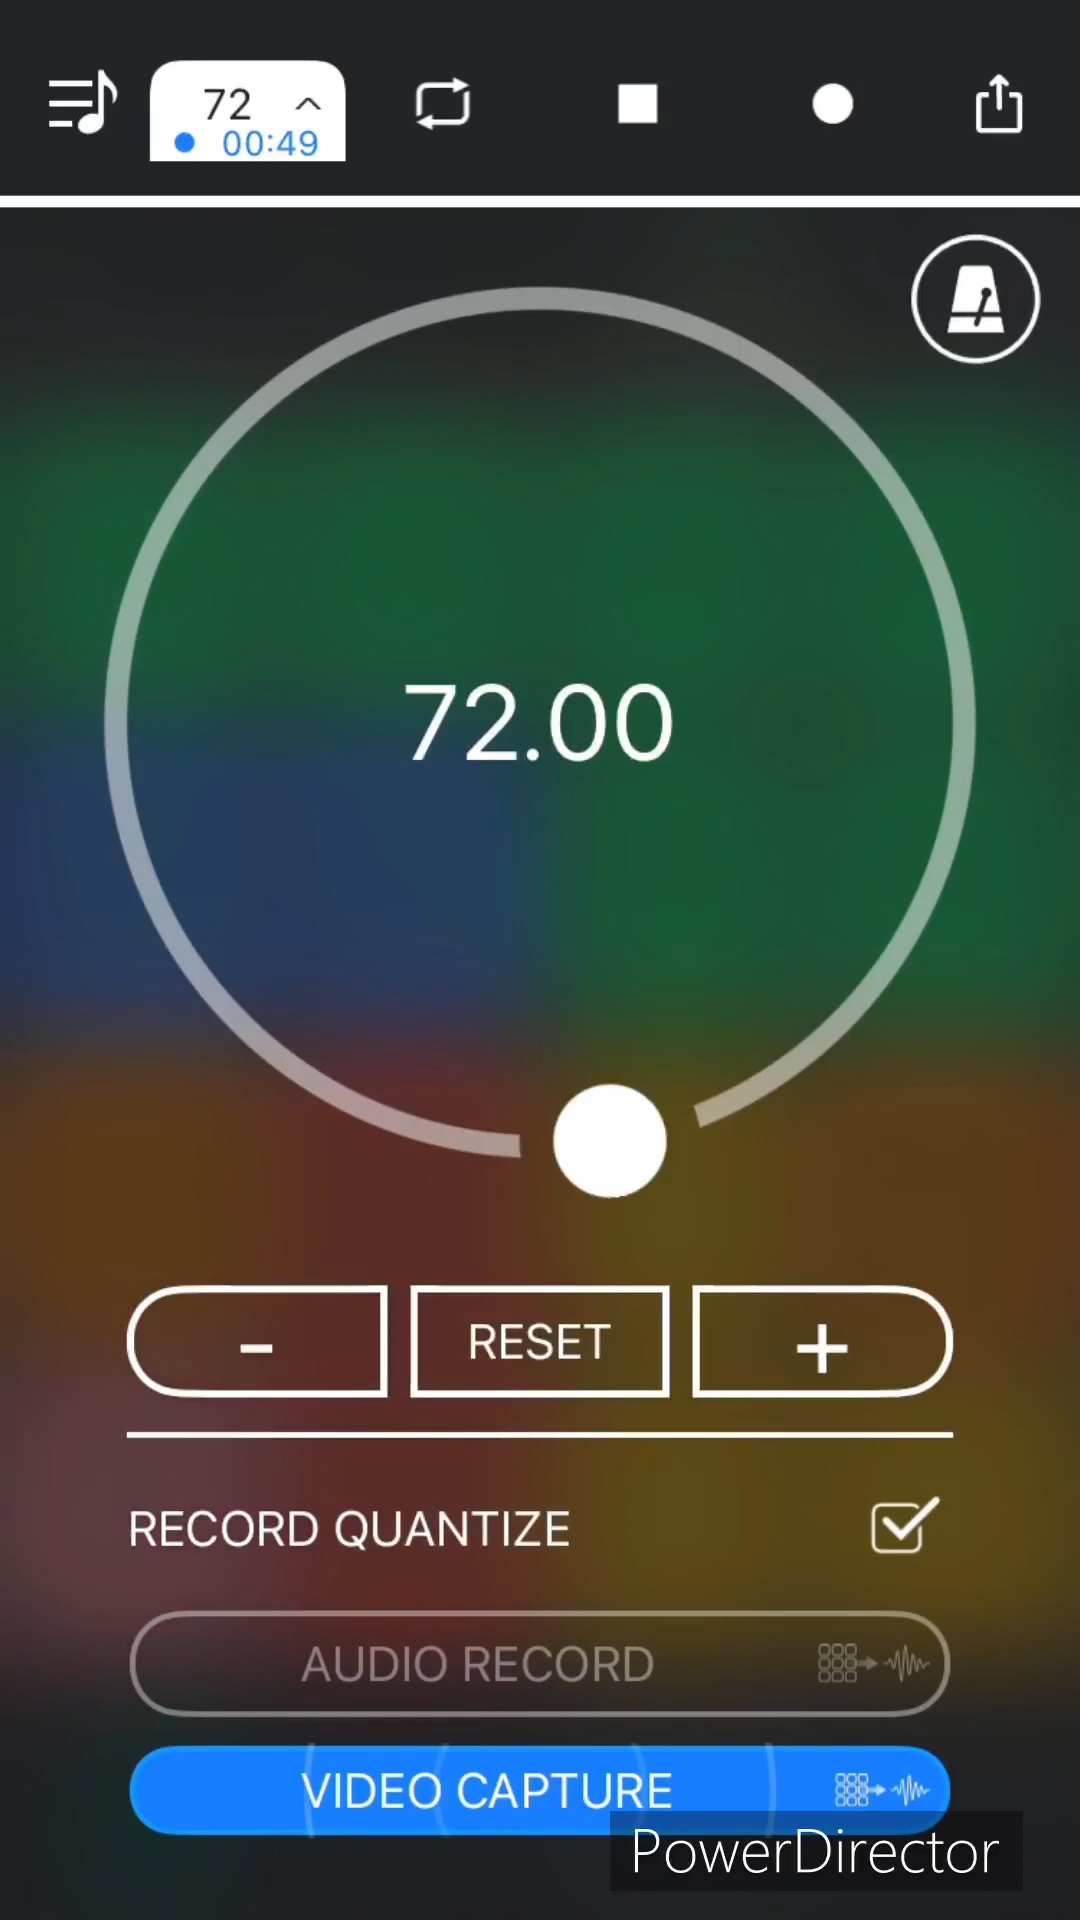 72
00:49
72.00
- RESET +
RECORD QUANTIZE
AUDIO RECORD
VIDEO CAPTURE
PowerDirector